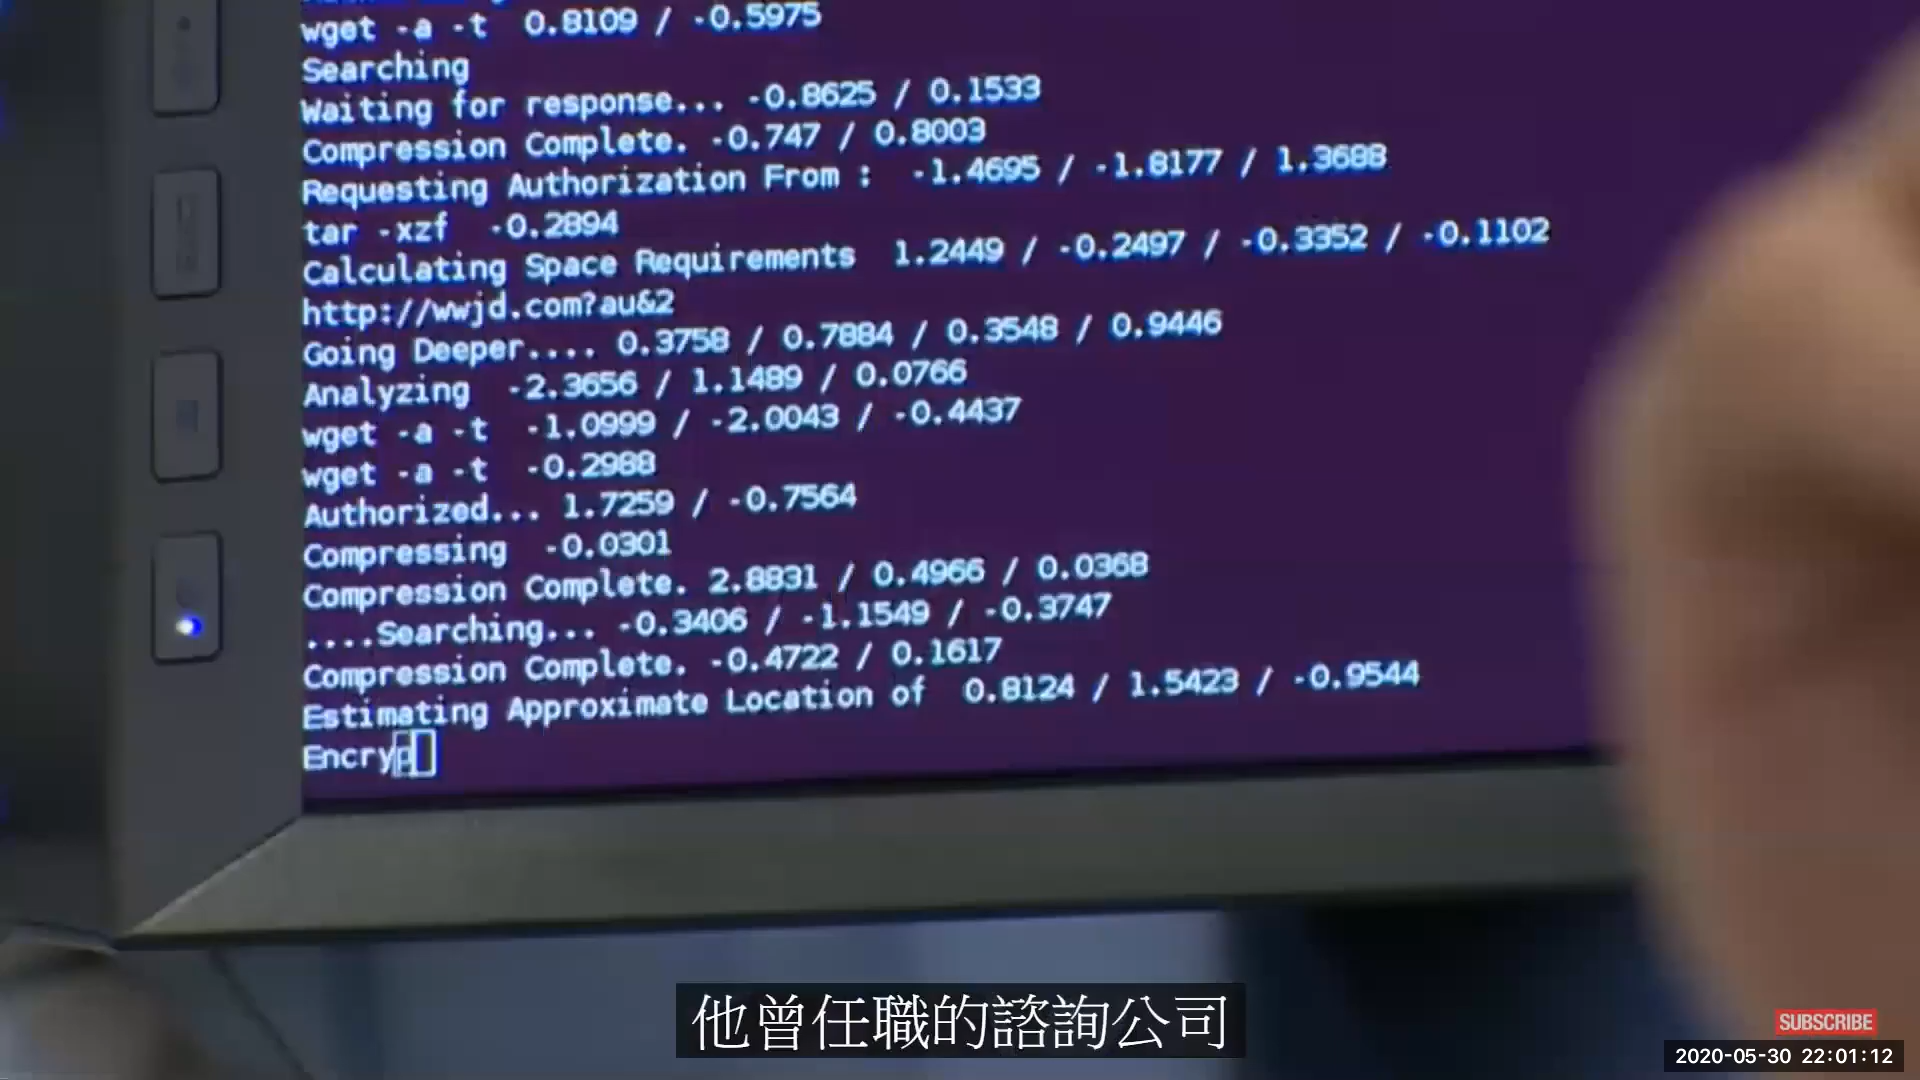 wget -a -t  0.8109 / -0.5975
Searching
Waiting for response... -0.8625 / 0.1533
Compression Complete. -0.747 / 0.8003
Requesting Authorization From :  -1.4695 / -1.8177 / 1.3688
tar -xzf  -0.2894
Calculating Space Requirements  1.2449 / -0.2497 / -0.3352 / -0.1102
http://wwjd.com?au&2
Going Deeper.... 0.3758 / 0.7884 / 0.3548 / 0.9446
Analyzing  -2.3656 / 1.1489 / 0.0766
wget -a -t  -1.0999 / -2.0043 / -0.4437
wget -a -t  -0.2988
Authorized... 1.7259 / -0.7564
Compressing  -0.0301
Compression Complete. 2.8831 / 0.4966 / 0.0368
....Searching... -0.3406 / -1.1549 / -0.3747
Compression Complete. -0.4722 / 0.1617
Estimating Approximate Location of  0.8124 / 1.5423 / -0.9544
Encryp
他曾任職的諮詢公司
SUBSCRIBE
2020-05-30 22:01:12